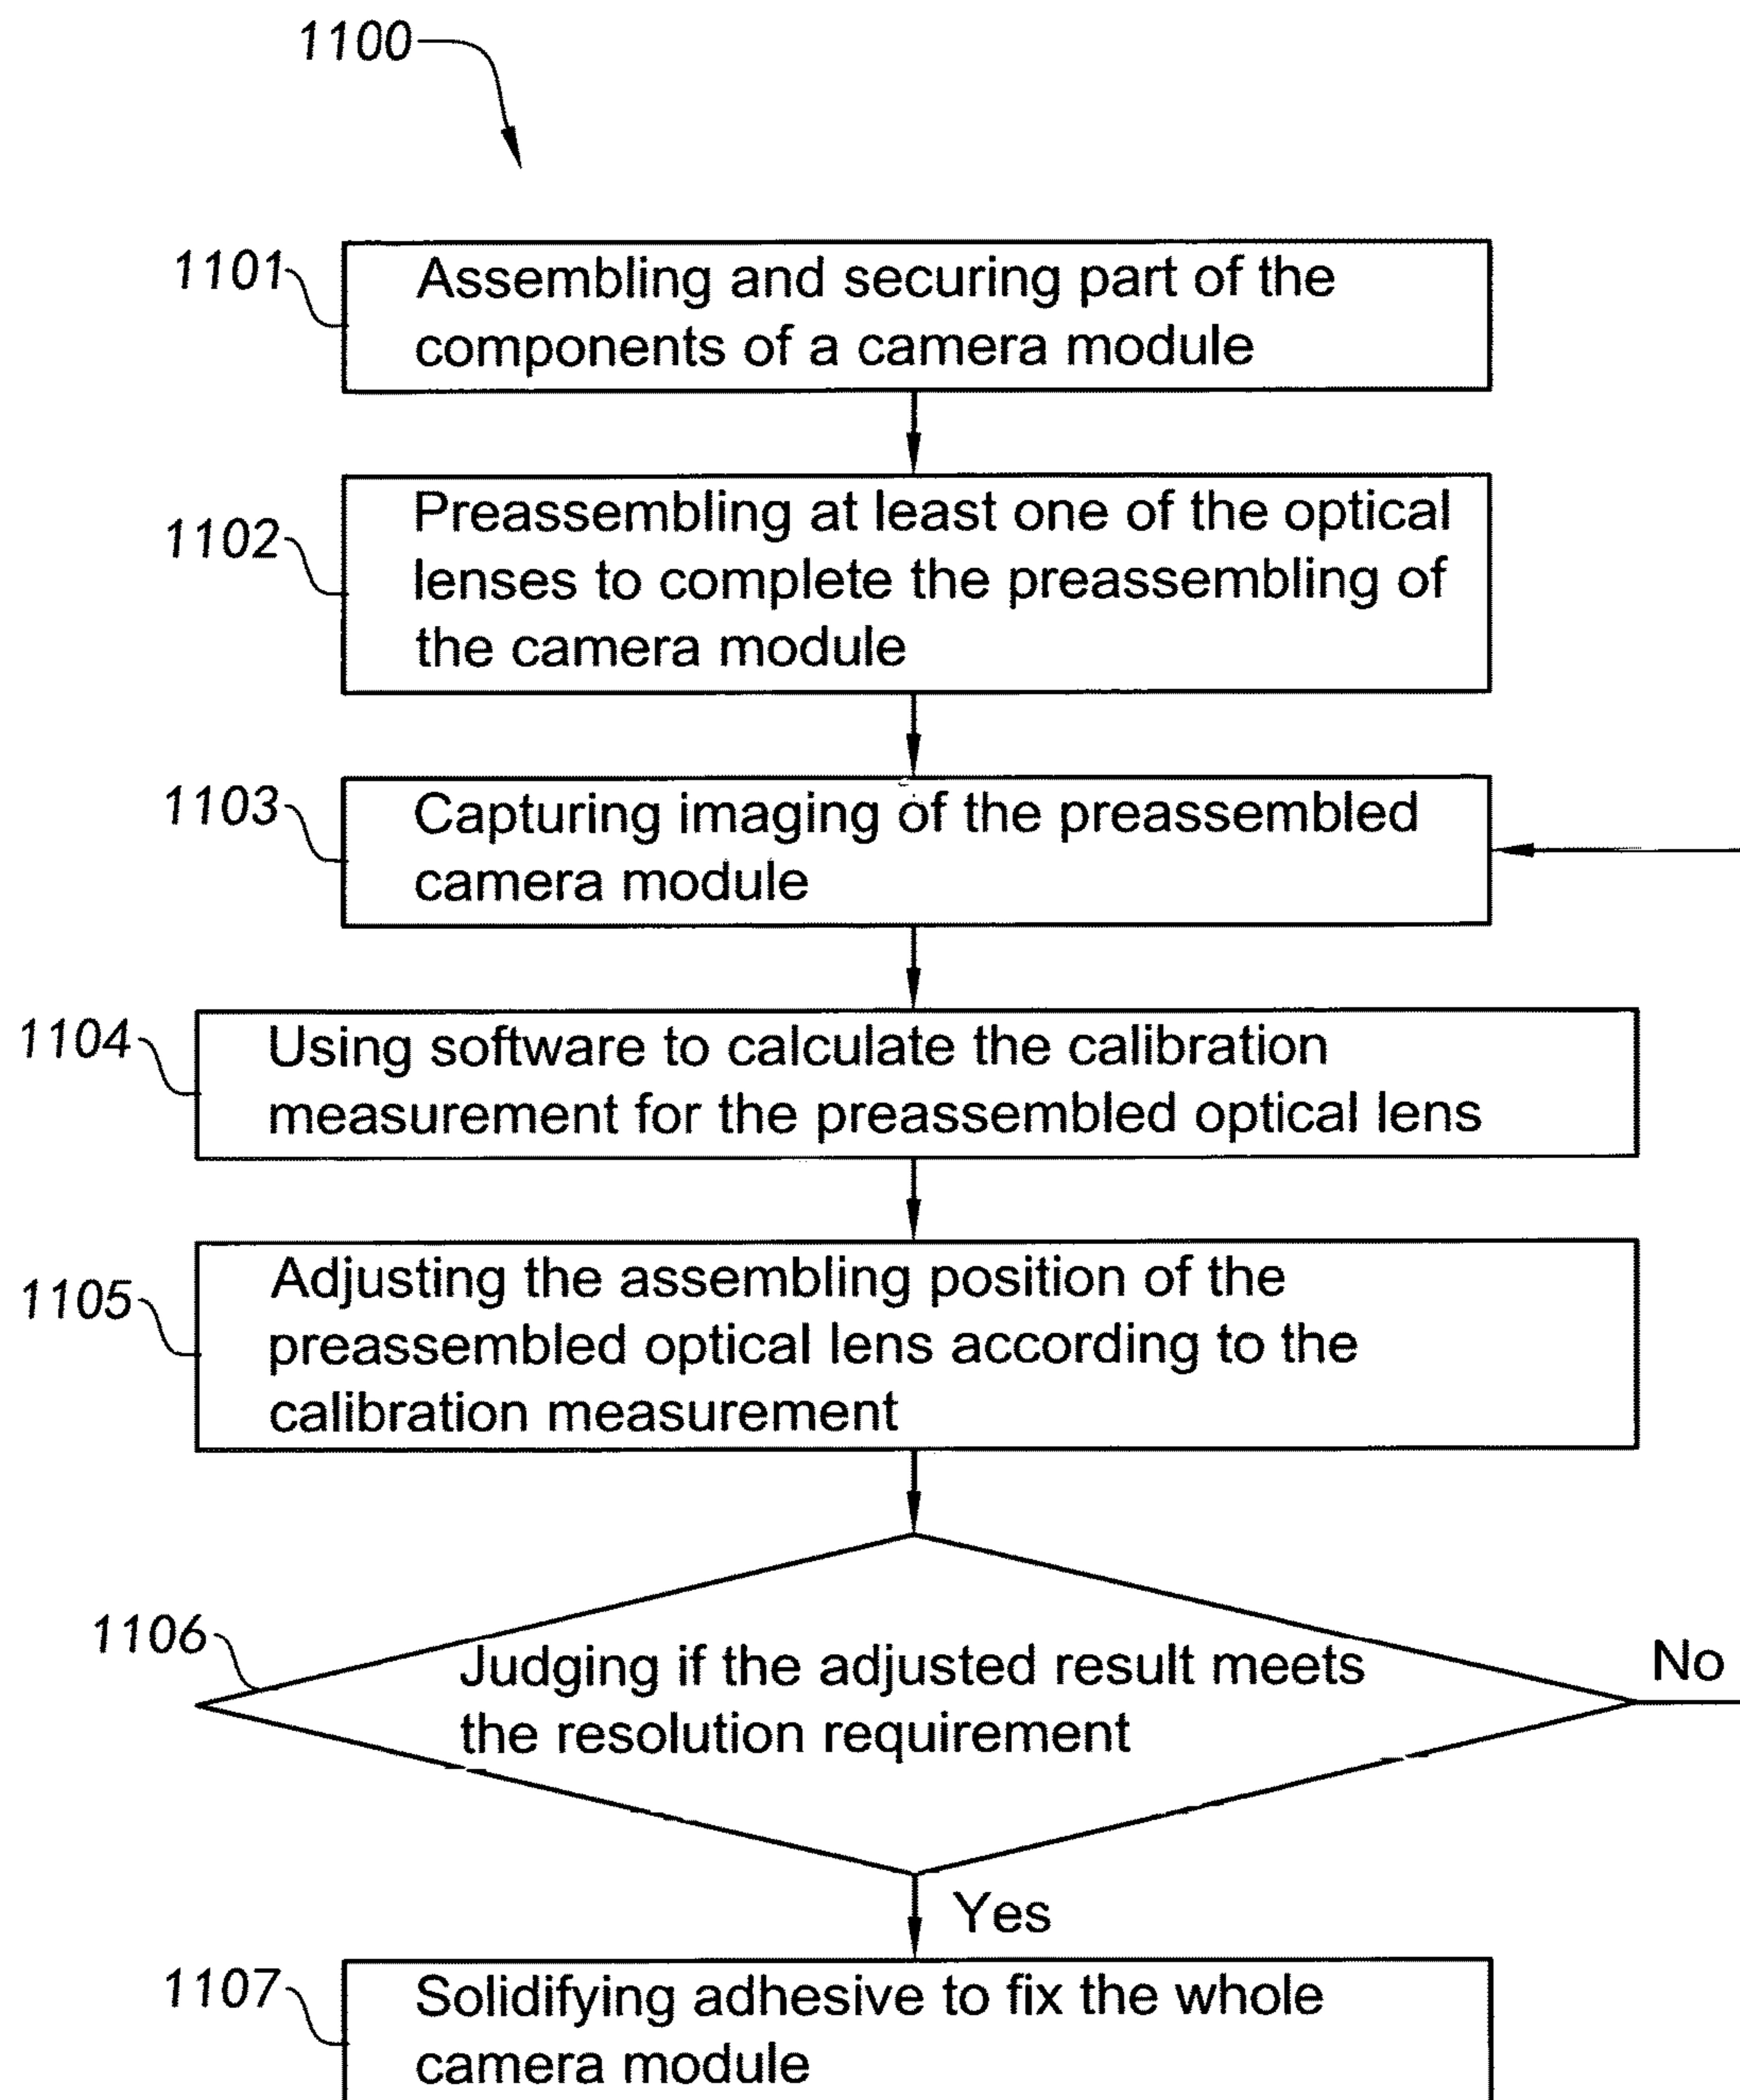 1100
1101
Assembling and securing part of the
components of a camera module
1102
Preassembling at least one of the optical
lenses to complete the preassembling of
the camera module
1103
Capturing imaging of the preassembled
camera module
1104
Using software to calculate the calibration
measurement for the preassembled optical lens
1105
Adjusting the assembling position of the
preassembled optical lens according to the
calibration measurement
1106
Judging if the adjusted result meets
the resolution requirement
No
Yes
1107
Solidifying adhesive to fix the whole
camera module